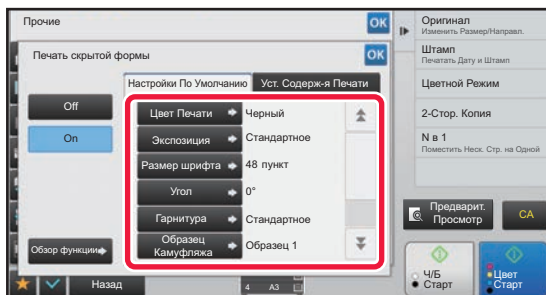 Прочие
OK
Печать скрытой формы
OK
Настройки По Умолчанию
Уст. Содерж-я Печати
Off
On
Обзор функции
Цвет Печати
Черный
Экспозиция
Стандартное
Размер шрифта
48 пункт
Угол
0°
Гарнитура
Стандартное
Образец
Камуфляжа
Образец 1
Назад
4 A3
Оригинал
Изменить Размер/Направл.
Штамп
Печатать Дату и Штамп
Цветной Режим
2-Стор. Копия
N в 1
Поместить Неск. Стр. на Одной
Предварит.
Просмотр
CA
Ч/Б
Старт
Цвет
Старт